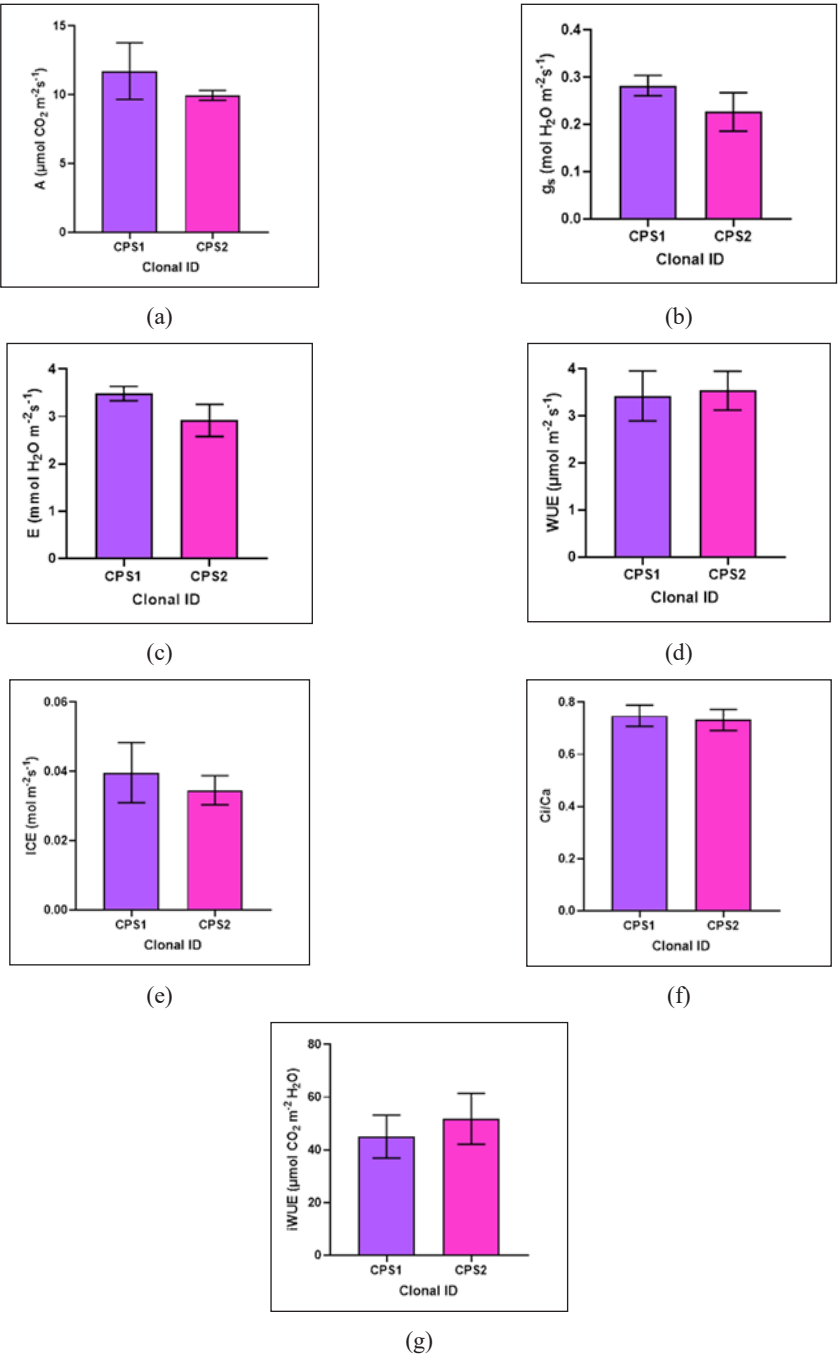 15
10
5
0
A (µmol CO₂ m⁻²s⁻¹)
CPS1 CPS2
Clonal ID
(a)
0.4
0.3
0.2
0.1
0.0
gₛ (mol H₂O m⁻²s⁻¹)
CPS1 CPS2
Clonal ID
(b)
4
3
2
1
0
E (mmol H₂O m⁻²s⁻¹)
CPS1 CPS2
Clonal ID
(c)
4
3
2
1
0
WUE (µmol m⁻² s⁻¹)
CPS1 CPS2
Clonal ID
(d)
0.06
0.04
0.02
0.00
ICE (mol m⁻²s⁻¹)
CPS1 CPS2
Clonal ID
(e)
0.8
0.6
0.4
0.2
0.0
Ci/Ca
CPS1 CPS2
Clonal ID
(f)
80
60
40
20
0
iWUE (µmol CO₂ m⁻² H₂O)
CPS1 CPS2
Clonal ID
(g)